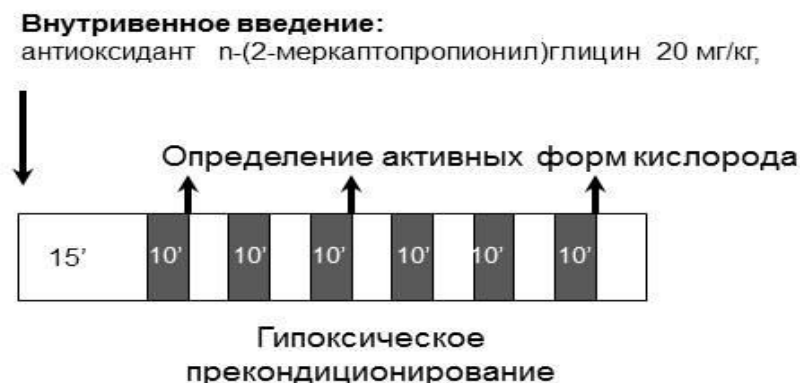 Внутривенное введение:
антиоксидант n-(2-меркаптопропионил)глицин 20 мг/кг,
Определение активных форм кислорода
15’ 10’ 10’ 10’ 10’ 10’ 10’
Гипоксическое
прекондиционирование